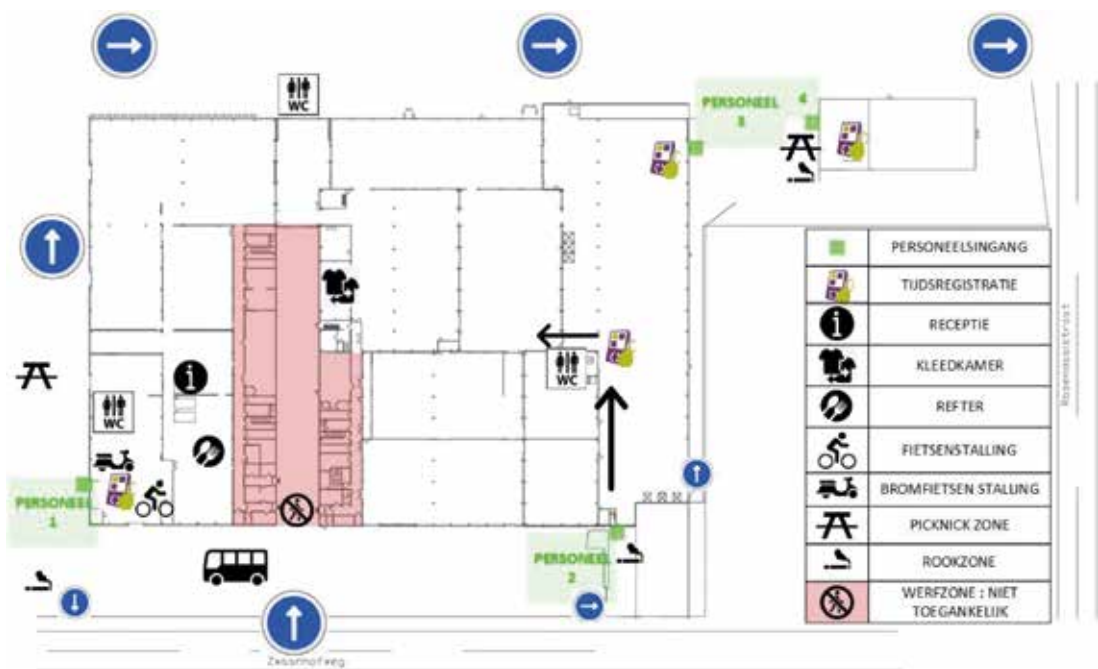 WC
PERSONEEL 4
3
WC
WC
PERSONEEL
1
PERSONEEL
2
PERSONEELSINGANG
TIJDSREGISTRATIE
RECEPTIE
KLEEDKAMER
REFTER
FIETSENSTALLING
BROMFIETSEN STALLING
PICKNICK ZONE
ROOKZONE
WERFZONE : NIET
TOEGANKELIJK
Zwaanhofweg